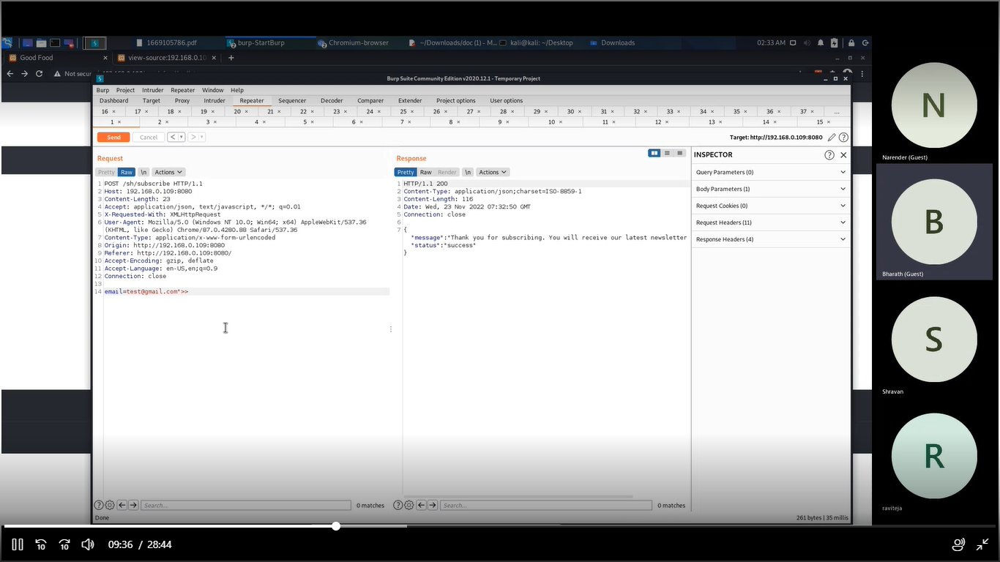 1669105786.pdf burp-StartBurp Chromium-browser ~/Downloads/doc (1) - M... kali@kali: ~/Desktop Downloads 02:33 AM
Good Food × view-source:192.168.0.10 × +
Not secur
Burp Suite Community Edition v2020.12.1 - Temporary Project
Burp Project Intruder Repeater Window Help
Dashboard Target Proxy Intruder Repeater Sequencer Decoder Comparer Extender Project options User options
16 × 17 × 18 × 19 × 20 × 21 × 22 × 23 × 24 × 25 × 26 × 27 × 28 × 29 × 30 × 31 × 32 × 33 × 34 × 35 × 36 × 37 × ...
1 × 2 × 3 × 4 × 5 × 6 × 7 × 8 × 9 × 10 × 11 × 12 × 13 × 14 × 15 ×
Send Cancel < > Target: http://192.168.0.109:8080 ?
Request
Pretty Raw \n Actions
1 POST /sh/subscribe HTTP/1.1
2 Host: 192.168.0.109:8080
3 Content-Length: 23
4 Accept: application/json, text/javascript, */*; q=0.01
5 X-Requested-With: XMLHttpRequest
6 User-Agent: Mozilla/5.0 (Windows NT 10.0; Win64; x64) AppleWebKit/537.36
(KHTML, like Gecko) Chrome/87.0.4280.88 Safari/537.36
7 Content-Type: application/x-www-form-urlencoded
8 Origin: http://192.168.0.109:8080
9 Referer: http://192.168.0.109:8080/
10 Accept-Encoding: gzip, deflate
11 Accept-Language: en-US,en;q=0.9
12 Connection: close
13
14 email=test@gmail.com">>
? Search... 0 matches
Response
Pretty Raw Render \n Actions
1 HTTP/1.1 200
2 Content-Type: application/json;charset=ISO-8859-1
3 Content-Length: 116
4 Date: Wed, 23 Nov 2022 07:32:50 GMT
5 Connection: close
6
7 {
"message":"Thank you for subscribing. You will receive our latest newsletter
"status":"success"
}
? Search... 0 matches
INSPECTOR ?
Query Parameters (0)
Body Parameters (1)
Request Cookies (0)
Request Headers (11)
Response Headers (4)
Done 261 bytes | 35 millis
N
Narender (Guest)
B
Bharath (Guest)
S
Shravan
R
raviteja
10 10 09:36 / 28:44